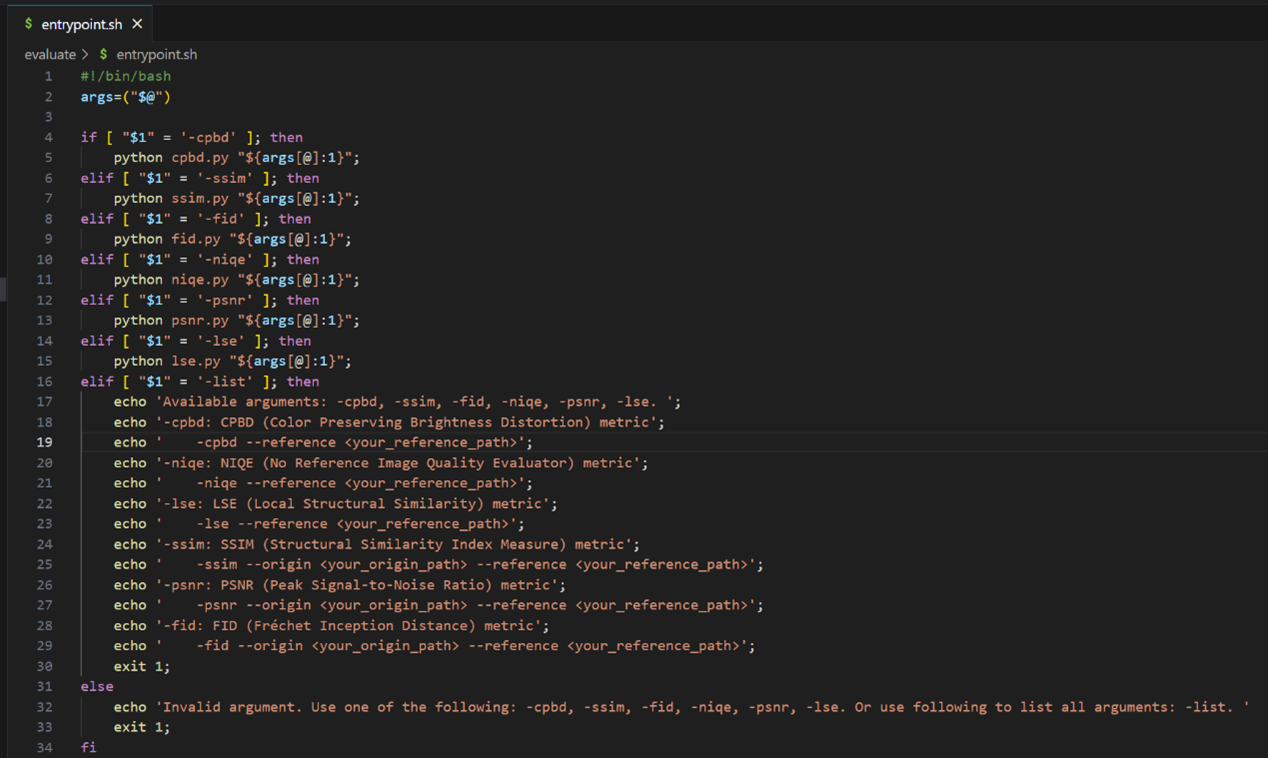 $ entrypoint.sh ×
evaluate > $ entrypoint.sh
1 #!/bin/bash
2 args=("$@")
3
4 if [ "$1" = '-cpbd' ]; then
5     python cpbd.py "${args[@]:1}";
6 elif [ "$1" = '-ssim' ]; then
7     python ssim.py "${args[@]:1}";
8 elif [ "$1" = '-fid' ]; then
9     python fid.py "${args[@]:1}";
10 elif [ "$1" = '-niqe' ]; then
11     python niqe.py "${args[@]:1}";
12 elif [ "$1" = '-psnr' ]; then
13     python psnr.py "${args[@]:1}";
14 elif [ "$1" = '-lse' ]; then
15     python lse.py "${args[@]:1}";
16 elif [ "$1" = '-list' ]; then
17     echo 'Available arguments: -cpbd, -ssim, -fid, -niqe, -psnr, -lse. ';
18     echo '-cpbd: CPBD (Color Preserving Brightness Distortion) metric';
19     echo '    -cpbd --reference <your_reference_path>';
20     echo '-niqe: NIQE (No Reference Image Quality Evaluator) metric';
21     echo '    -niqe --reference <your_reference_path>';
22     echo '-lse: LSE (Local Structural Similarity) metric';
23     echo '    -lse --reference <your_reference_path>';
24     echo '-ssim: SSIM (Structural Similarity Index Measure) metric';
25     echo '    -ssim --origin <your_origin_path> --reference <your_reference_path>';
26     echo '-psnr: PSNR (Peak Signal-to-Noise Ratio) metric';
27     echo '    -psnr --origin <your_origin_path> --reference <your_reference_path>';
28     echo '-fid: FID (Fréchet Inception Distance) metric';
29     echo '    -fid --origin <your_origin_path> --reference <your_reference_path>';
30     exit 1;
31 else
32     echo 'Invalid argument. Use one of the following: -cpbd, -ssim, -fid, -niqe, -psnr, -lse. Or use following to list all arguments: -list. '
33     exit 1;
34 fi